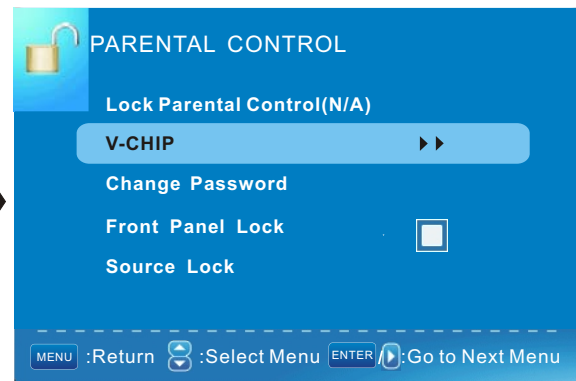 PARENTAL CONTROL
Lock Parental Control(N/A)
V-CHIP
Change Password
Front Panel Lock
Source Lock
MENU :Return :Select Menu ENTER / :Go to Next Menu